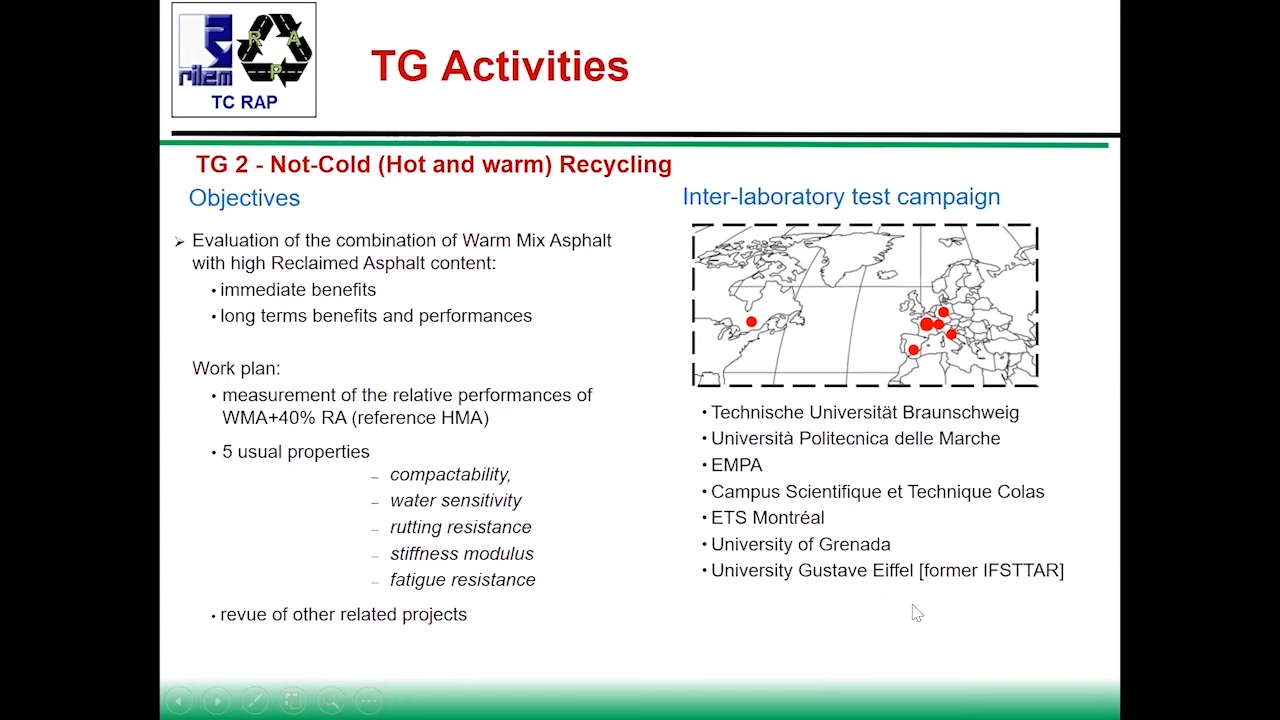 rilem
R A P
TC RAP
TG Activities
TG 2 - Not-Cold (Hot and warm) Recycling
Objectives
➢ Evaluation of the combination of Warm Mix Asphalt
with high Reclaimed Asphalt content:
• immediate benefits
• long terms benefits and performances
Work plan:
• measurement of the relative performances of
WMA+40% RA (reference HMA)
• 5 usual properties
– compactability,
– water sensitivity
– rutting resistance
– stiffness modulus
– fatigue resistance
• revue of other related projects
Inter-laboratory test campaign
• Technische Universität Braunschweig
• Università Politecnica delle Marche
• EMPA
• Campus Scientifique et Technique Colas
• ETS Montréal
• University of Grenada
• University Gustave Eiffel [former IFSTTAR]